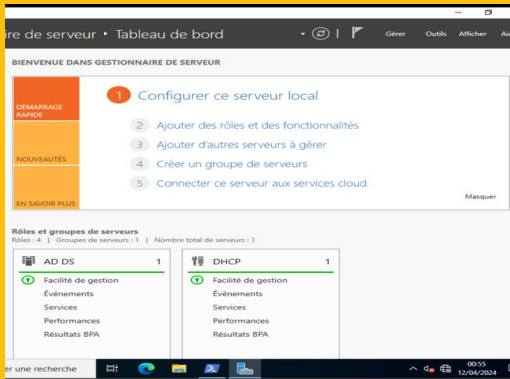 ire de serveur ‣ Tableau de bord
Gérer Outils Afficher Aid
BIENVENUE DANS GESTIONNAIRE DE SERVEUR
DÉMARRAGE RAPIDE
NOUVEAUTÉS
EN SAVOIR PLUS
1 Configurer ce serveur local
2 Ajouter des rôles et des fonctionnalités
3 Ajouter d'autres serveurs à gérer
4 Créer un groupe de serveurs
5 Connecter ce serveur aux services cloud
Masquer
Rôles et groupes de serveurs
Rôles : 4 | Groupes de serveurs : 1 | Nombre total de serveurs : 1
AD DS 1
Facilité de gestion
Événements
Services
Performances
Résultats BPA
DHCP 1
Facilité de gestion
Événements
Services
Performances
Résultats BPA
er une recherche
00:55
12/04/2024